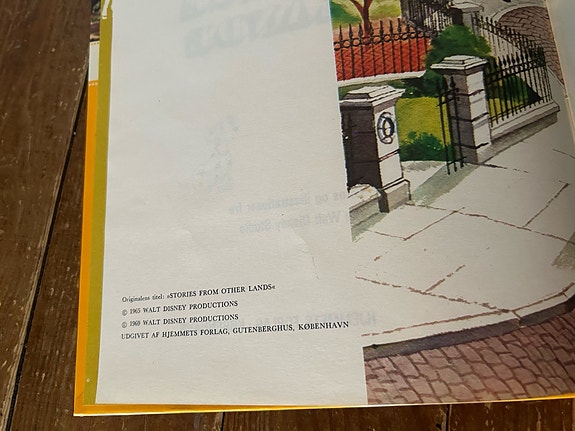 Originalens titel: »STORIES FROM OTHER LANDS«
© 1965 WALT DISNEY PRODUCTIONS
© 1969 WALT DISNEY PRODUCTIONS
UDGIVET AF HJEMMETS FORLAG, GUTENBERGHUS, KØBENHAVN